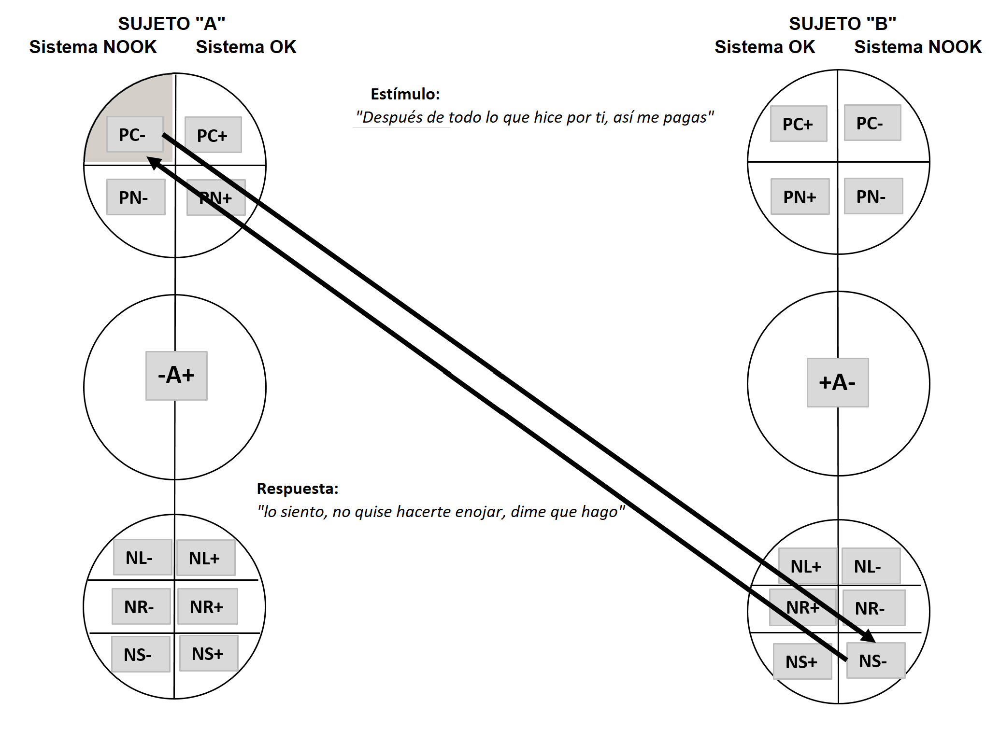 SUJETO "A"
Sistema NOOK Sistema OK
SUJETO "B"
Sistema OK Sistema NOOK
Estímulo:
"Después de todo lo que hice por ti, así me pagas"
PC- PC+
PN- PN+
PC+ PC-
PN+ PN-
-A+
+A-
Respuesta:
"lo siento, no quise hacerte enojar, dime que hago"
NL- NL+
NR- NR+
NS- NS+
NL+ NL-
NR+ NR-
NS+ NS-